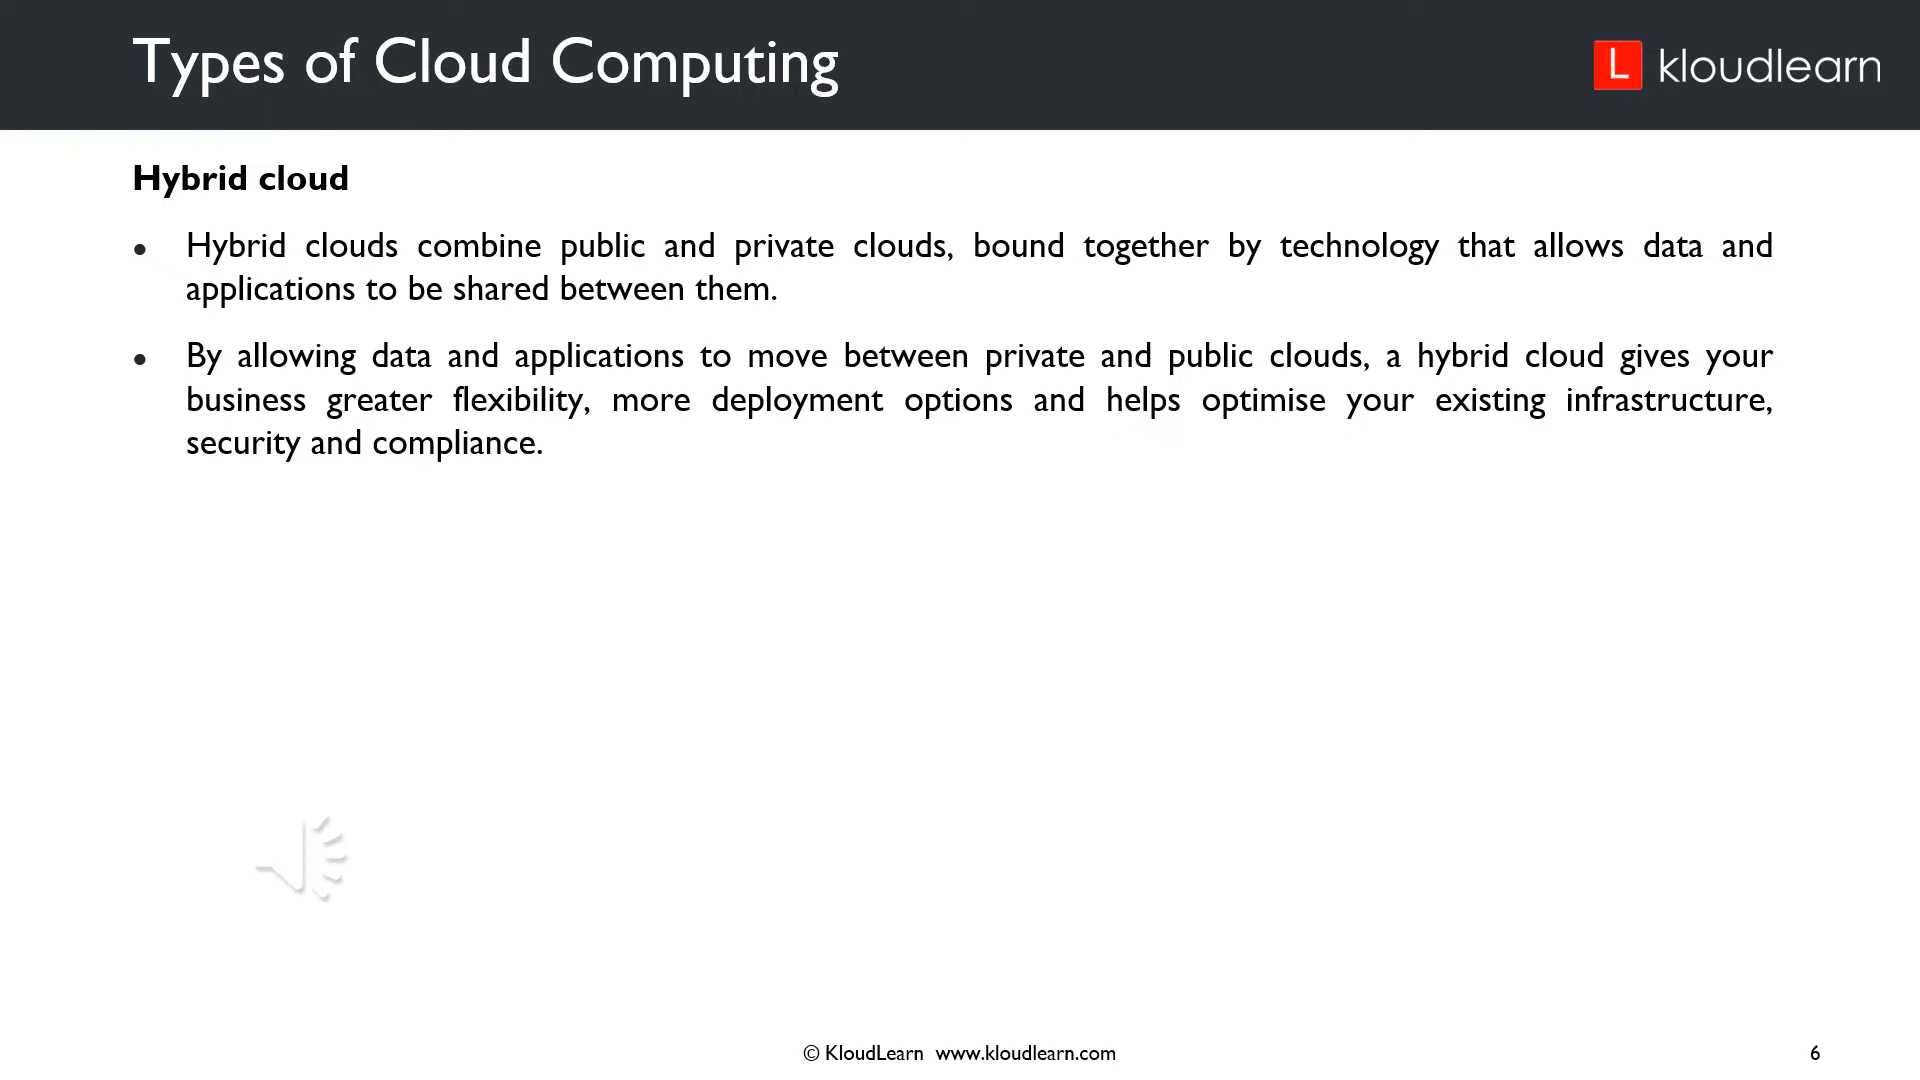 Types of Cloud Computing
L kloudlearn
Hybrid cloud
• Hybrid clouds combine public and private clouds, bound together by technology that allows data and
applications to be shared between them.
• By allowing data and applications to move between private and public clouds, a hybrid cloud gives your
business greater flexibility, more deployment options and helps optimise your existing infrastructure,
security and compliance.
© KloudLearn www.kloudlearn.com
6